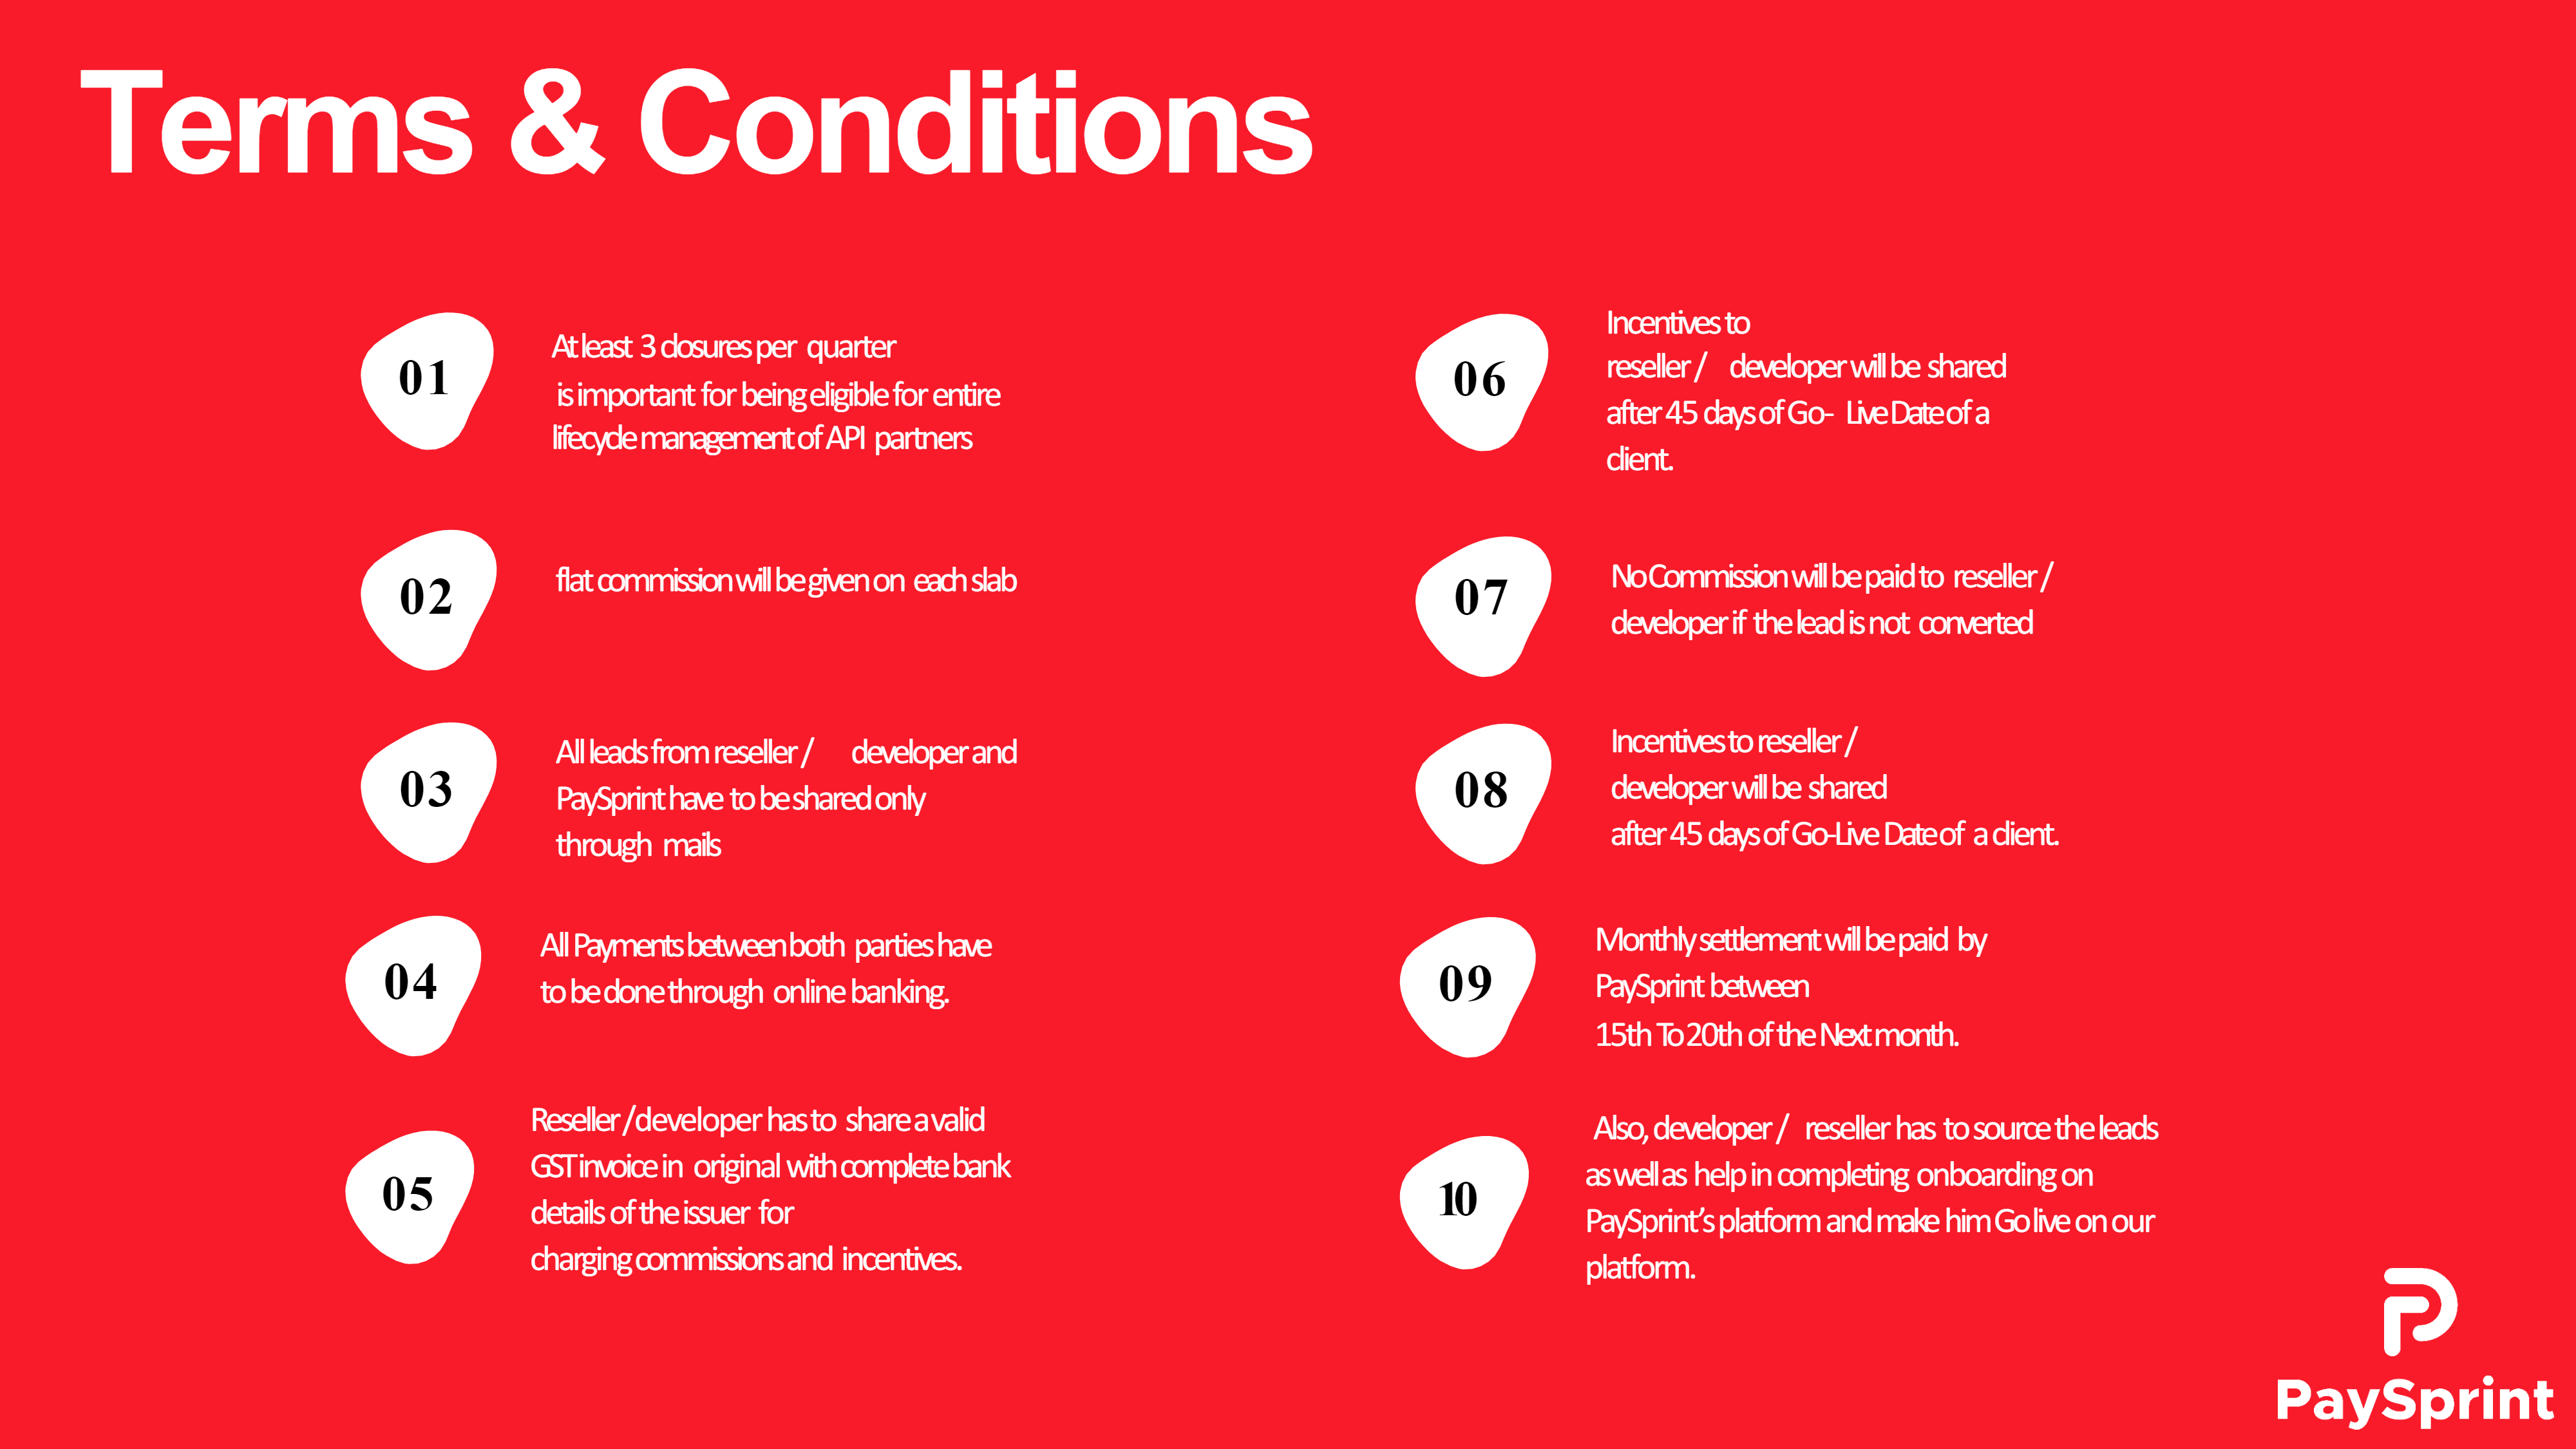 Terms & Conditions
01
At least 3 closures per quarter
is important for being eligible for entire
lifecycle management of API partners
02
flat commission will be given on each slab
03
All leads from reseller / developer and
PaySprint have to be shared only
through mails
04
All Payments between both parties have
to be done through online banking.
05
Reseller / developer has to share a valid
GST invoice in original with complete bank
details of the issuer for
charging commissions and incentives.
06
Incentives to
reseller / developer will be shared
after 45 days of Go- Live Date of a
client.
07
No Commission will be paid to reseller /
developer if the lead is not converted
08
Incentives to reseller /
developer will be shared
after 45 days of Go-Live Date of a client.
09
Monthly settlement will be paid by
PaySprint between
15th To 20th of the Next month.
10
Also, developer / reseller has to source the leads
as well as help in completing onboarding on
PaySprint’s platform and make him Go live on our
platform.
PaySprint